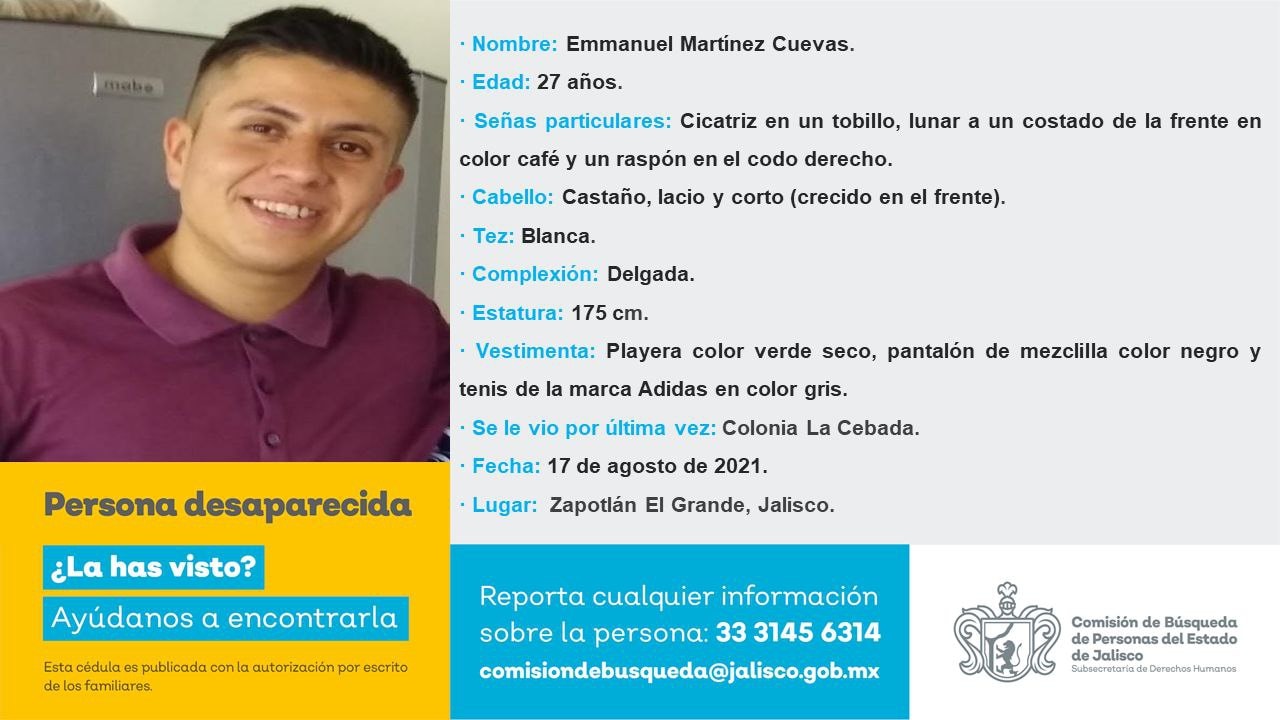 mabe
· Nombre: Emmanuel Martínez Cuevas.
· Edad: 27 años.
· Señas particulares: Cicatriz en un tobillo, lunar a un costado de la frente en
color café y un raspón en el codo derecho.
· Cabello: Castaño, lacio y corto (crecido en el frente).
· Tez: Blanca.
· Complexión: Delgada.
· Estatura: 175 cm.
· Vestimenta: Playera color verde seco, pantalón de mezclilla color negro y
tenis de la marca Adidas en color gris.
· Se le vio por última vez: Colonia La Cebada.
· Fecha: 17 de agosto de 2021.
· Lugar: Zapotlán El Grande, Jalisco.
Persona desaparecida
¿La has visto?
Ayúdanos a encontrarla
Esta cédula es publicada con la autorización por escrito
de los familiares.
Reporta cualquier información
sobre la persona: 33 3145 6314
comisiondebusqueda@jalisco.gob.mx
Comisión de Búsqueda
de Personas del Estado
de Jalisco
Subsecretaría de Derechos Humanos